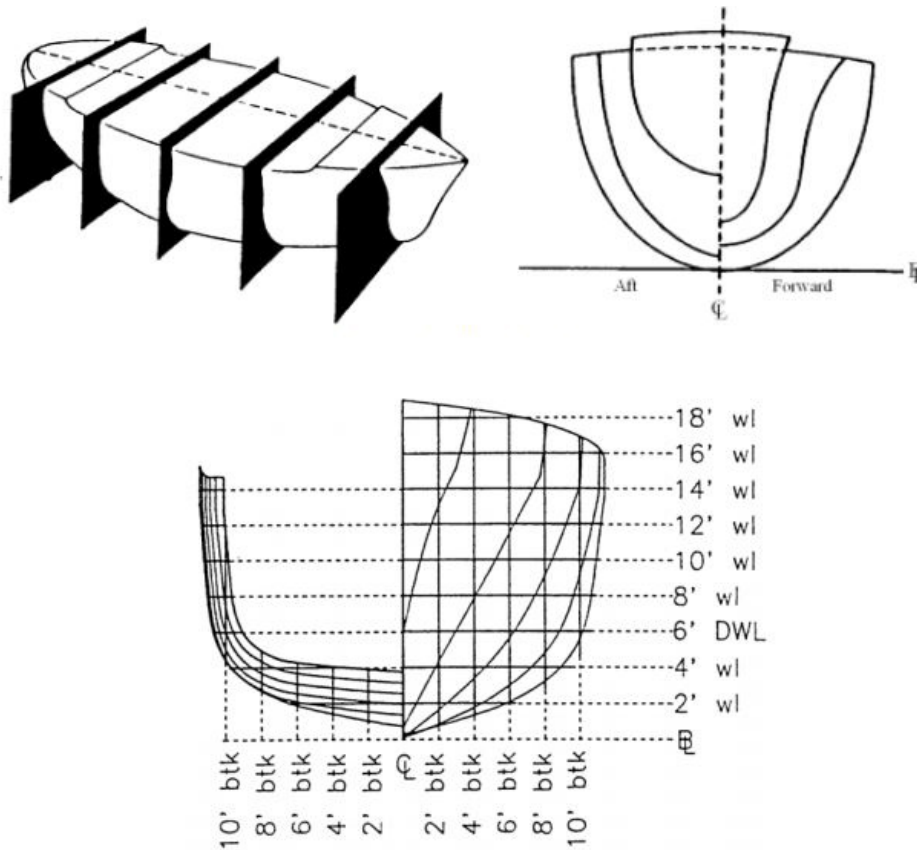 Aft
Forward
℄
18' wl
16' wl
14' wl
12' wl
10' wl
8' wl
6' DWL
4' wl
2' wl
BL
10' btk
8' btk
6' btk
4' btk
2' btk
℄
2' btk
4' btk
6' btk
8' btk
10' btk